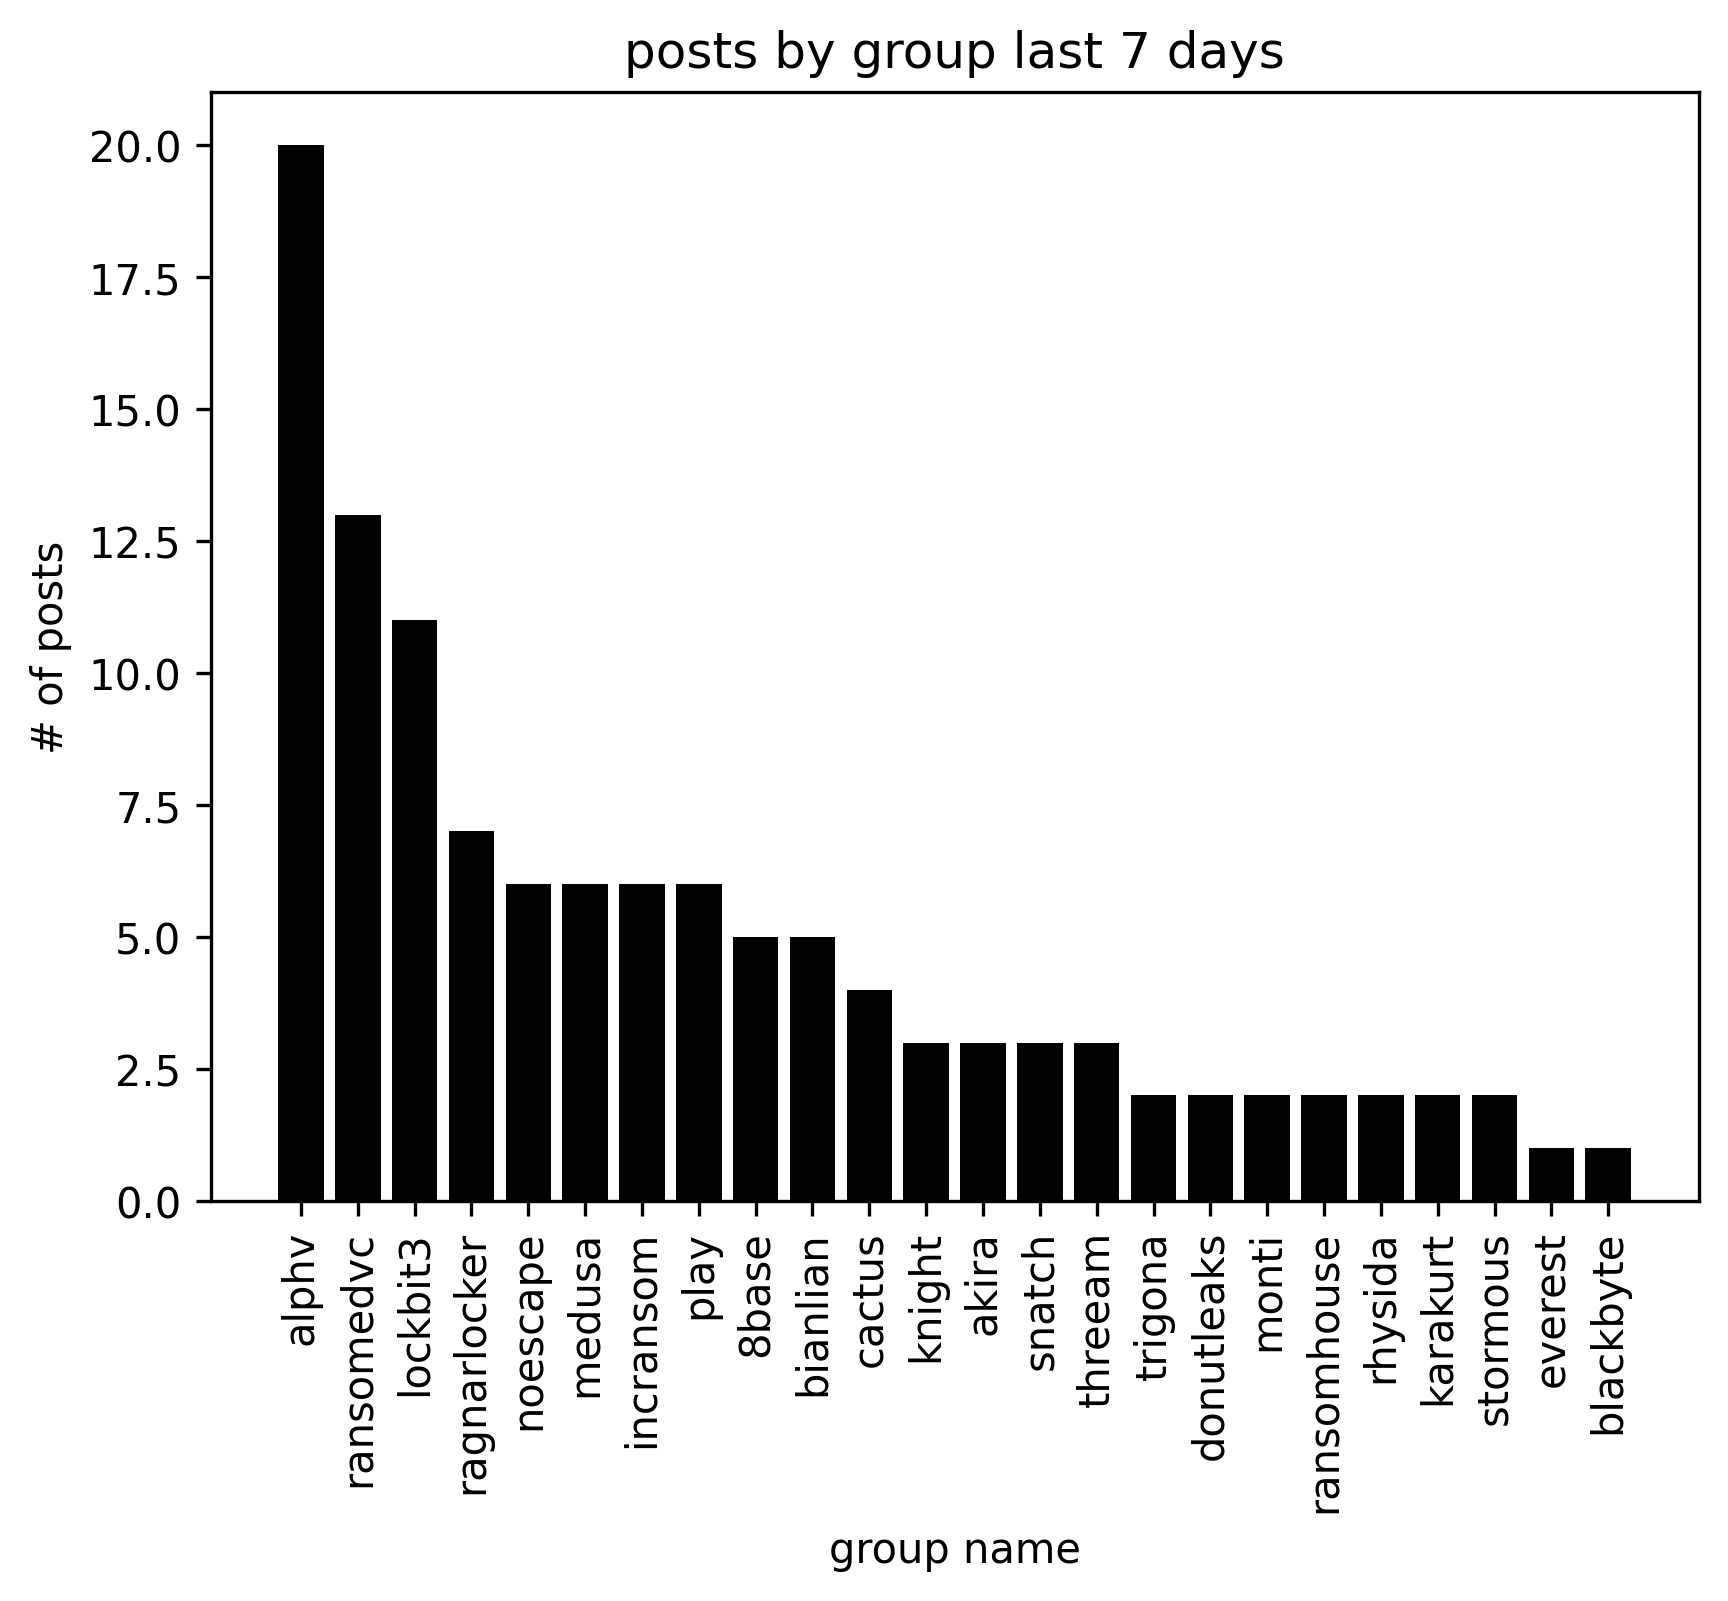 posts by group last 7 days
20.0
17.5
15.0
12.5
10.0
7.5
5.0
2.5
0.0
# of posts
alphv
ransomedvc
lockbit3
ragnarlocker
noescape
medusa
incransom
play
8base
bianlian
cactus
knight
akira
snatch
threeam
trigona
donutleaks
monti
ransomhouse
rhysida
karakurt
stormous
everest
blackbyte
group name